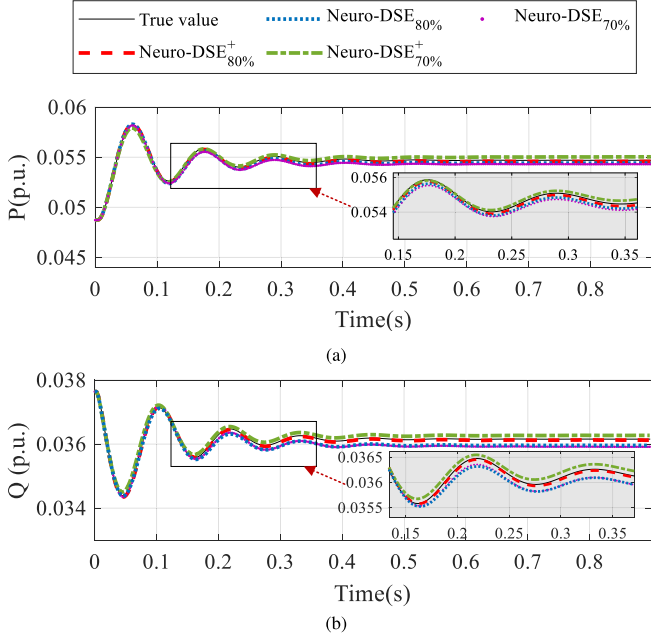 True value Neuro-DSE80% Neuro-DSE70%
Neuro-DSE+80% Neuro-DSE+70%
0.06
0.055
0.05
0.045
P(p.u.)
0.056
0.054
0.15 0.2 0.25 0.3 0.35
0 0.1 0.2 0.3 0.4 0.5 0.6 0.7 0.8
Time(s)
(a)
0.038
0.036
0.034
Q (p.u.)
0.0365
0.0355
0.15 0.2 0.25 0.3 0.35
0 0.1 0.2 0.3 0.4 0.5 0.6 0.7 0.8
Time(s)
(b)